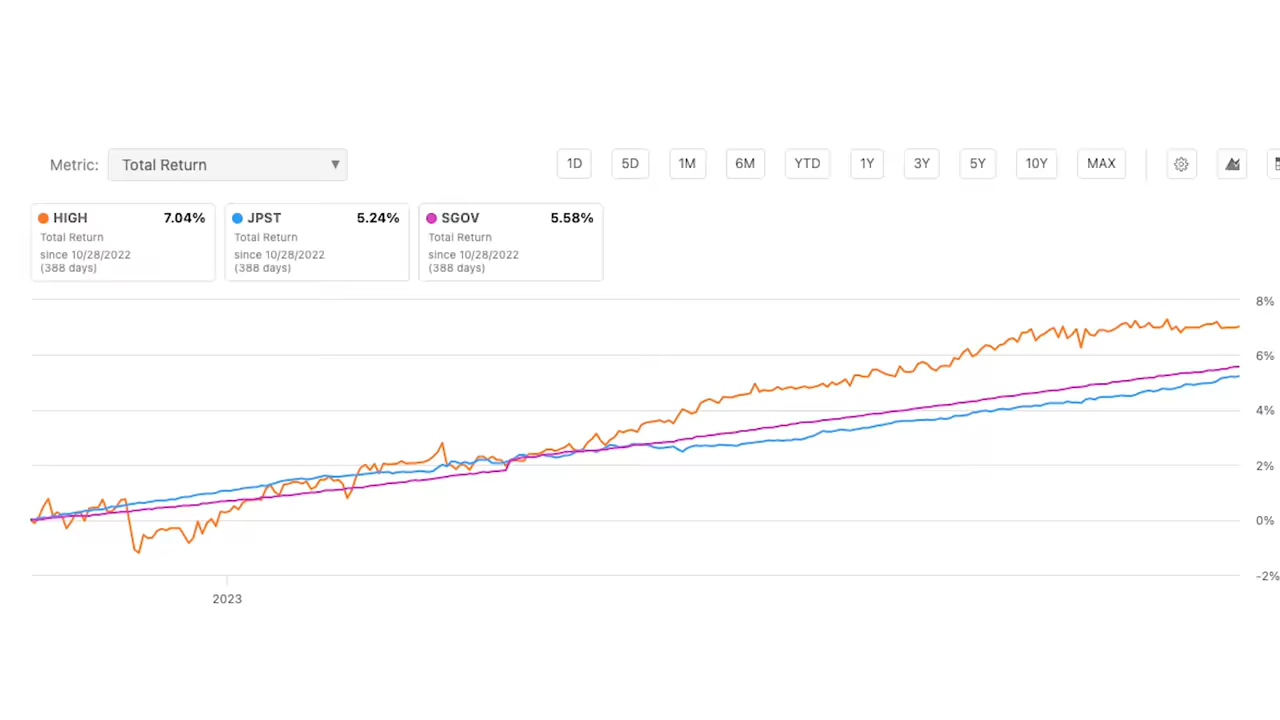 Metric: Total Return ▼ 1D 5D 1M 6M YTD 1Y 3Y 5Y 10Y MAX
HIGH 7.04% JPST 5.24% SGOV 5.58%
Total Return Total Return Total Return
since 10/28/2022 since 10/28/2022 since 10/28/2022
(388 days) (388 days) (388 days)
8%
6%
4%
2%
0%
-2%
2023